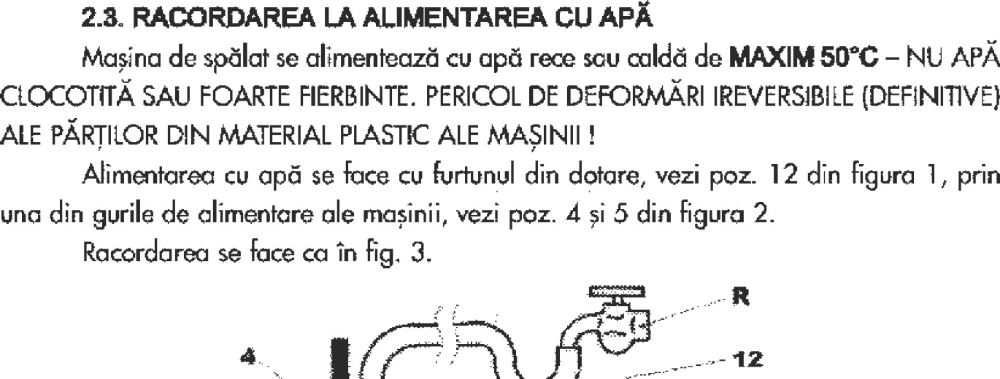 2.3. RACORDAREA LA ALIMENTAREA CU APĂ
Mașina de spălat se alimentează cu apă rece sau caldă de MAXIM 50°C – NU APĂ
CLOCOTITĂ SAU FOARTE FIERBINTE. PERICOL DE DEFORMĂRI IREVERSIBILE (DEFINITIVE)
ALE PĂRȚILOR DIN MATERIAL PLASTIC ALE MAȘINII !
Alimentarea cu apă se face cu furtunul din dotare, vezi poz. 12 din figura 1, prin
una din gurile de alimentare ale mașinii, vezi poz. 4 și 5 din figura 2.
Racordarea se face ca în fig. 3.
R
4
12